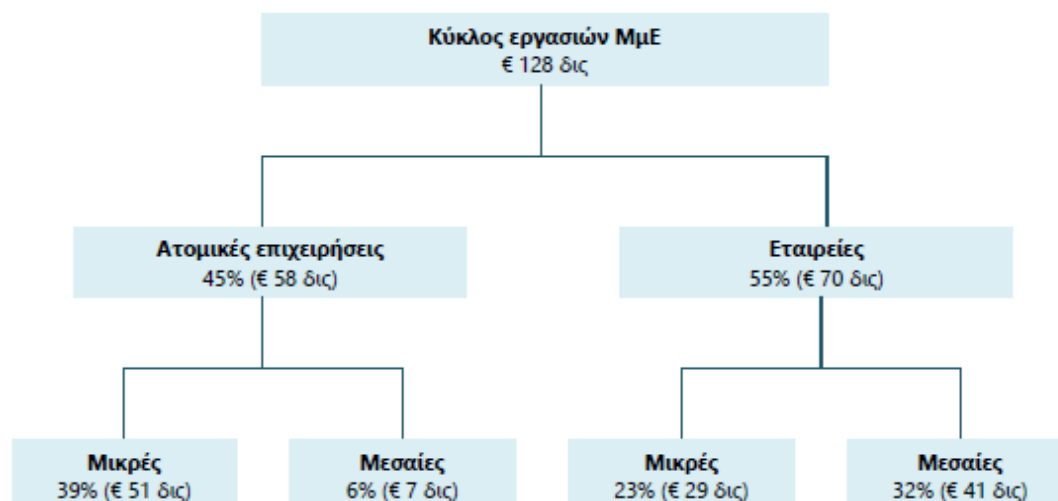 Κύκλος εργασιών ΜμΕ
€ 128 δις
Ατομικές επιχειρήσεις
45% (€ 58 δις)
Εταιρείες
55% (€ 70 δις)
Μικρές
39% (€ 51 δις)
Μεσαίες
6% (€ 7 δις)
Μικρές
23% (€ 29 δις)
Μεσαίες
32% (€ 41 δις)